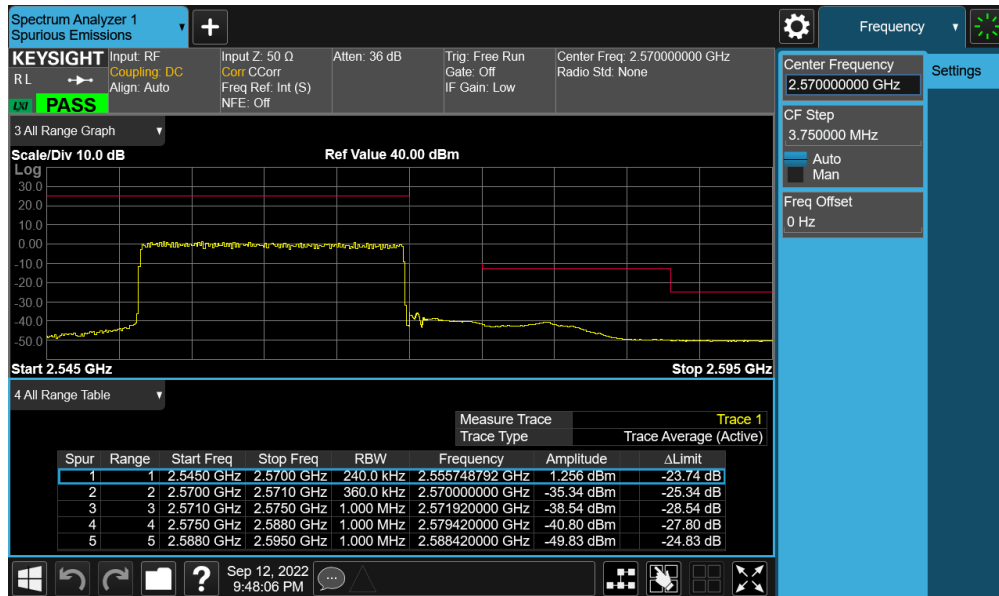 Spectrum Analyzer 1
Spurious Emissions
+
Frequency
KEYSIGHT
R L
LXI PASS
Input: RF
Coupling: DC
Align: Auto
Input Z: 50 Ω
Corr CCorr
Freq Ref: Int (S)
NFE: Off
Atten: 36 dB
Trig: Free Run
Gate: Off
IF Gain: Low
Center Freq: 2.570000000 GHz
Radio Std: None
Center Frequency
2.570000000 GHz
Settings
CF Step
3.750000 MHz
Auto
Man
Freq Offset
0 Hz
3 All Range Graph
Scale/Div 10.0 dB Ref Value 40.00 dBm
Log
30.0
20.0
10.0
0.00
-10.0
-20.0
-30.0
-40.0
-50.0
Start 2.545 GHz Stop 2.595 GHz
4 All Range Table
Measure Trace Trace 1
Trace Type Trace Average (Active)
Spur Range Start Freq Stop Freq RBW Frequency Amplitude ΔLimit
1 1 2.5450 GHz 2.5700 GHz 240.0 kHz 2.555748792 GHz 1.256 dBm -23.74 dB
2 2 2.5700 GHz 2.5710 GHz 360.0 kHz 2.570000000 GHz -35.34 dBm -25.34 dB
3 3 2.5710 GHz 2.5750 GHz 1.000 MHz 2.571920000 GHz -38.54 dBm -28.54 dB
4 4 2.5750 GHz 2.5880 GHz 1.000 MHz 2.579420000 GHz -40.80 dBm -27.80 dB
5 5 2.5880 GHz 2.5950 GHz 1.000 MHz 2.588420000 GHz -49.83 dBm -24.83 dB
?
Sep 12, 2022
9:48:06 PM